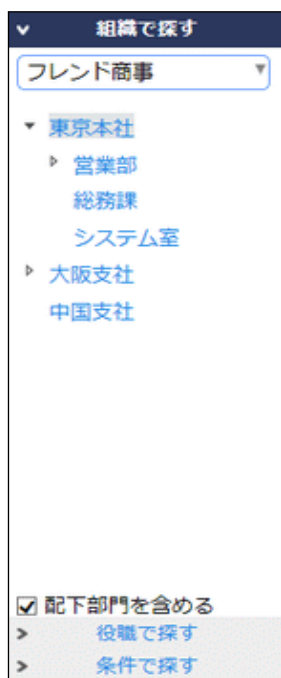 組織で探す
フレンド商事
東京本社
営業部
総務課
システム室
大阪支社
中国支社
配下部門を含める
役職で探す
条件で探す